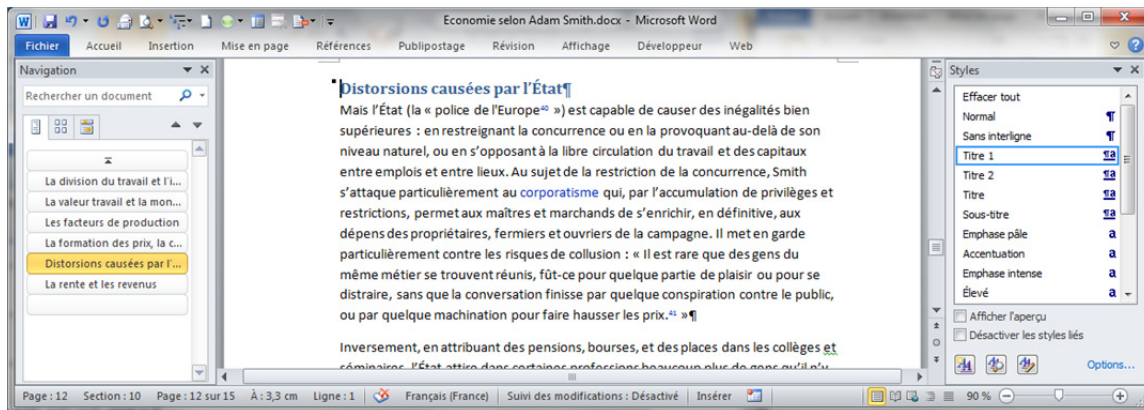 Economie selon Adam Smith.docx - Microsoft Word
Fichier Accueil Insertion Mise en page Références Publipostage Révision Affichage Développeur Web
Navigation
Rechercher un document
La division du travail et l'i...
La valeur travail et la mon...
Les facteurs de production
La formation des prix, la c...
Distorsions causées par l'...
La rente et les revenus
Distorsions causées par l'État¶
Mais l'État (la « police de l'Europe⁴⁰ ») est capable de causer des inégalités bien
supérieures : en restreignant la concurrence ou en la provoquant au-delà de son
niveau naturel, ou en s'opposant à la libre circulation du travail et des capitaux
entre emplois et entre lieux. Au sujet de la restriction de la concurrence, Smith
s'attaque particulièrement au corporatisme qui, par l'accumulation de privilèges et
restrictions, permet aux maîtres et marchands de s'enrichir, en définitive, aux
dépens des propriétaires, fermiers et ouvriers de la campagne. Il met en garde
particulièrement contre les risques de collusion : « Il est rare que des gens du
même métier se trouvent réunis, fût-ce pour quelque partie de plaisir ou pour se
distraire, sans que la conversation finisse par quelque conspiration contre le public,
ou par quelque machination pour faire hausser les prix.⁴¹ »¶
Inversement, en attribuant des pensions, bourses, et des places dans les collèges et
séminaires, l'État attire dans certaines professions beaucoup plus de gens qu'il n'y
Styles
Effacer tout
Normal ¶
Sans interligne ¶
Titre 1 ¶a
Titre 2 ¶a
Titre ¶a
Sous-titre ¶a
Emphase pâle a
Accentuation a
Emphase intense a
Élevé a
Afficher l'aperçu
Désactiver les styles liés
Options...
Page : 12 Section : 10 Page : 12 sur 15 À : 3,3 cm Ligne : 1 Français (France) Suivi des modifications : Désactivé Insérer 90 %